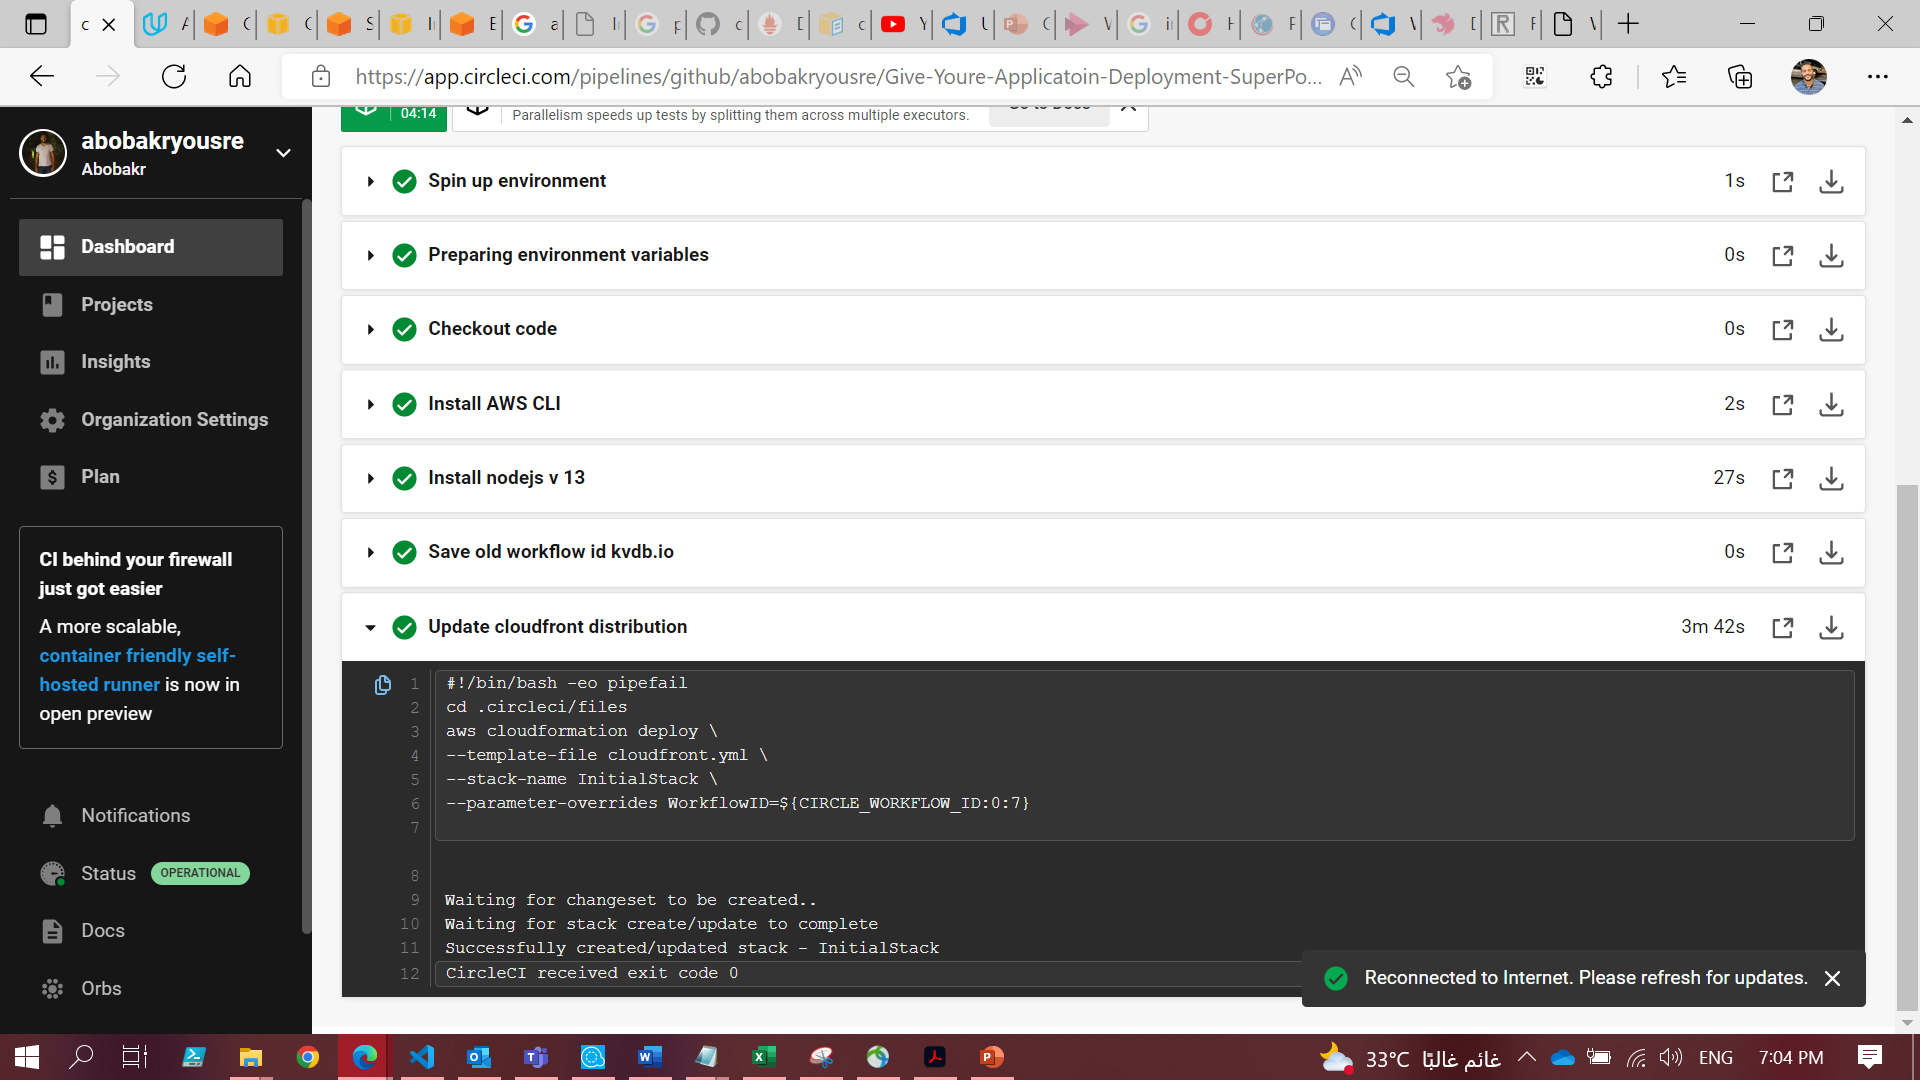 https://app.circleci.com/pipelines/github/abobakryousre/Give-Youre-Applicatoin-Deployment-SuperPo...
abobakryousre
Abobakr
Dashboard
Projects
Insights
Organization Settings
Plan
CI behind your firewall
just got easier
A more scalable,
container friendly self-
hosted runner is now in
open preview
Notifications
Status OPERATIONAL
Docs
Orbs
04:14
Parallelism speeds up tests by splitting them across multiple executors.
Spin up environment 1s
Preparing environment variables 0s
Checkout code 0s
Install AWS CLI 2s
Install nodejs v 13 27s
Save old workflow id kvdb.io 0s
Update cloudfront distribution 3m 42s
1 #!/bin/bash -eo pipefail
2 cd .circleci/files
3 aws cloudformation deploy \
4 --template-file cloudfront.yml \
5 --stack-name InitialStack \
6 --parameter-overrides WorkflowID=${CIRCLE_WORKFLOW_ID:0:7}
7
8
9 Waiting for changeset to be created..
10 Waiting for stack create/update to complete
11 Successfully created/updated stack - InitialStack
12 CircleCI received exit code 0
Reconnected to Internet. Please refresh for updates.
33°C غائم غالبًا ENG 7:04 PM